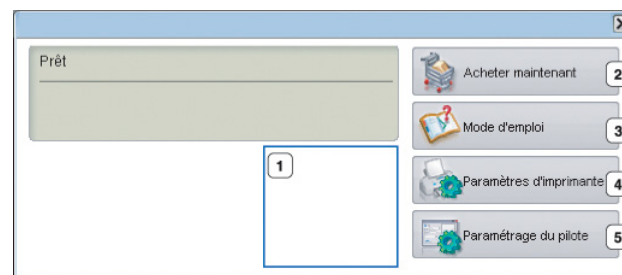 Prêt
Acheter maintenant 2
Mode d'emploi 3
1
Paramètres d'imprimante 4
Paramétrage du pilote 5